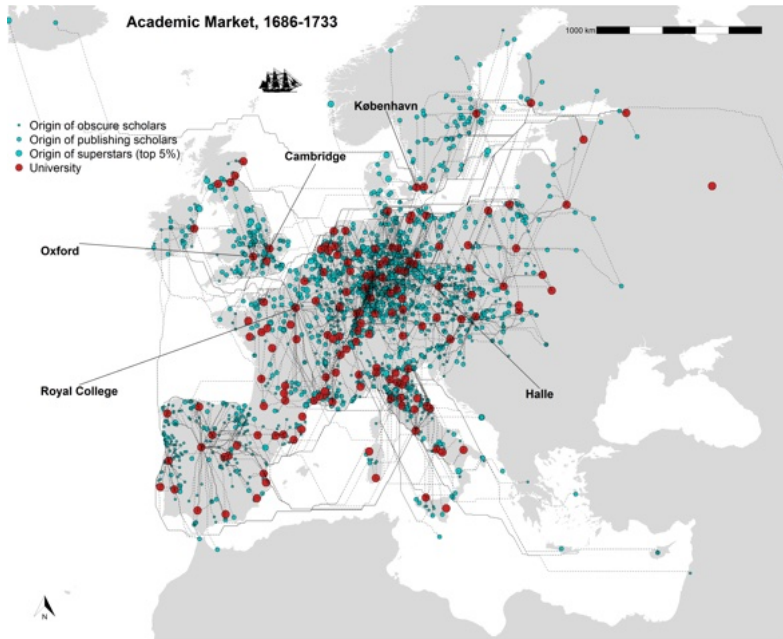 Academic Market, 1686-1733
1000 km
København
Origin of obscure scholars
Origin of publishing scholars
Origin of superstars (top 5%)
University
Cambridge
Oxford
Royal College
Halle
N